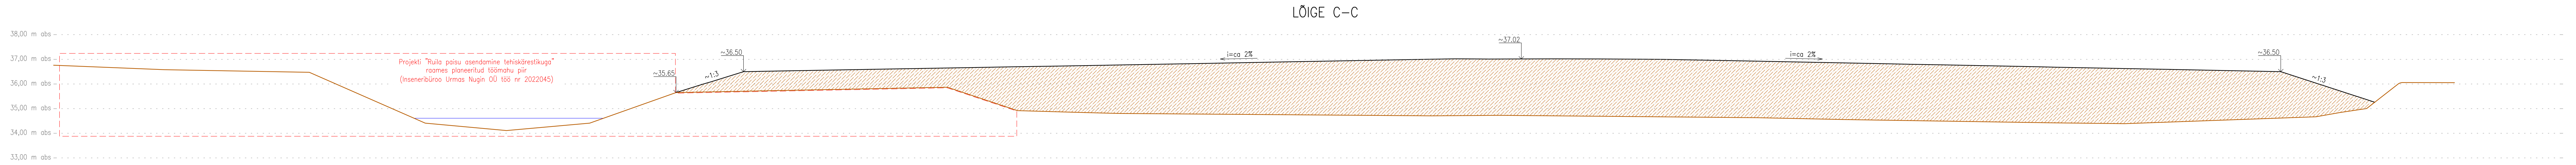 LÕIGE C-C
38,00 m abs
37,00 m abs
36,00 m abs
35,00 m abs
34,00 m abs
33,00 m abs
Projekti "Ruila paisu asendamine tehiskärestikuga"
raames planeeritud töömahu piir
(Inseneribüroo Urmas Nugin OÜ töö nr 2022045)
~35.65
~1:3
~36.50
i=ca 2%
~37.02
i=ca 2%
~36.50
~1:3